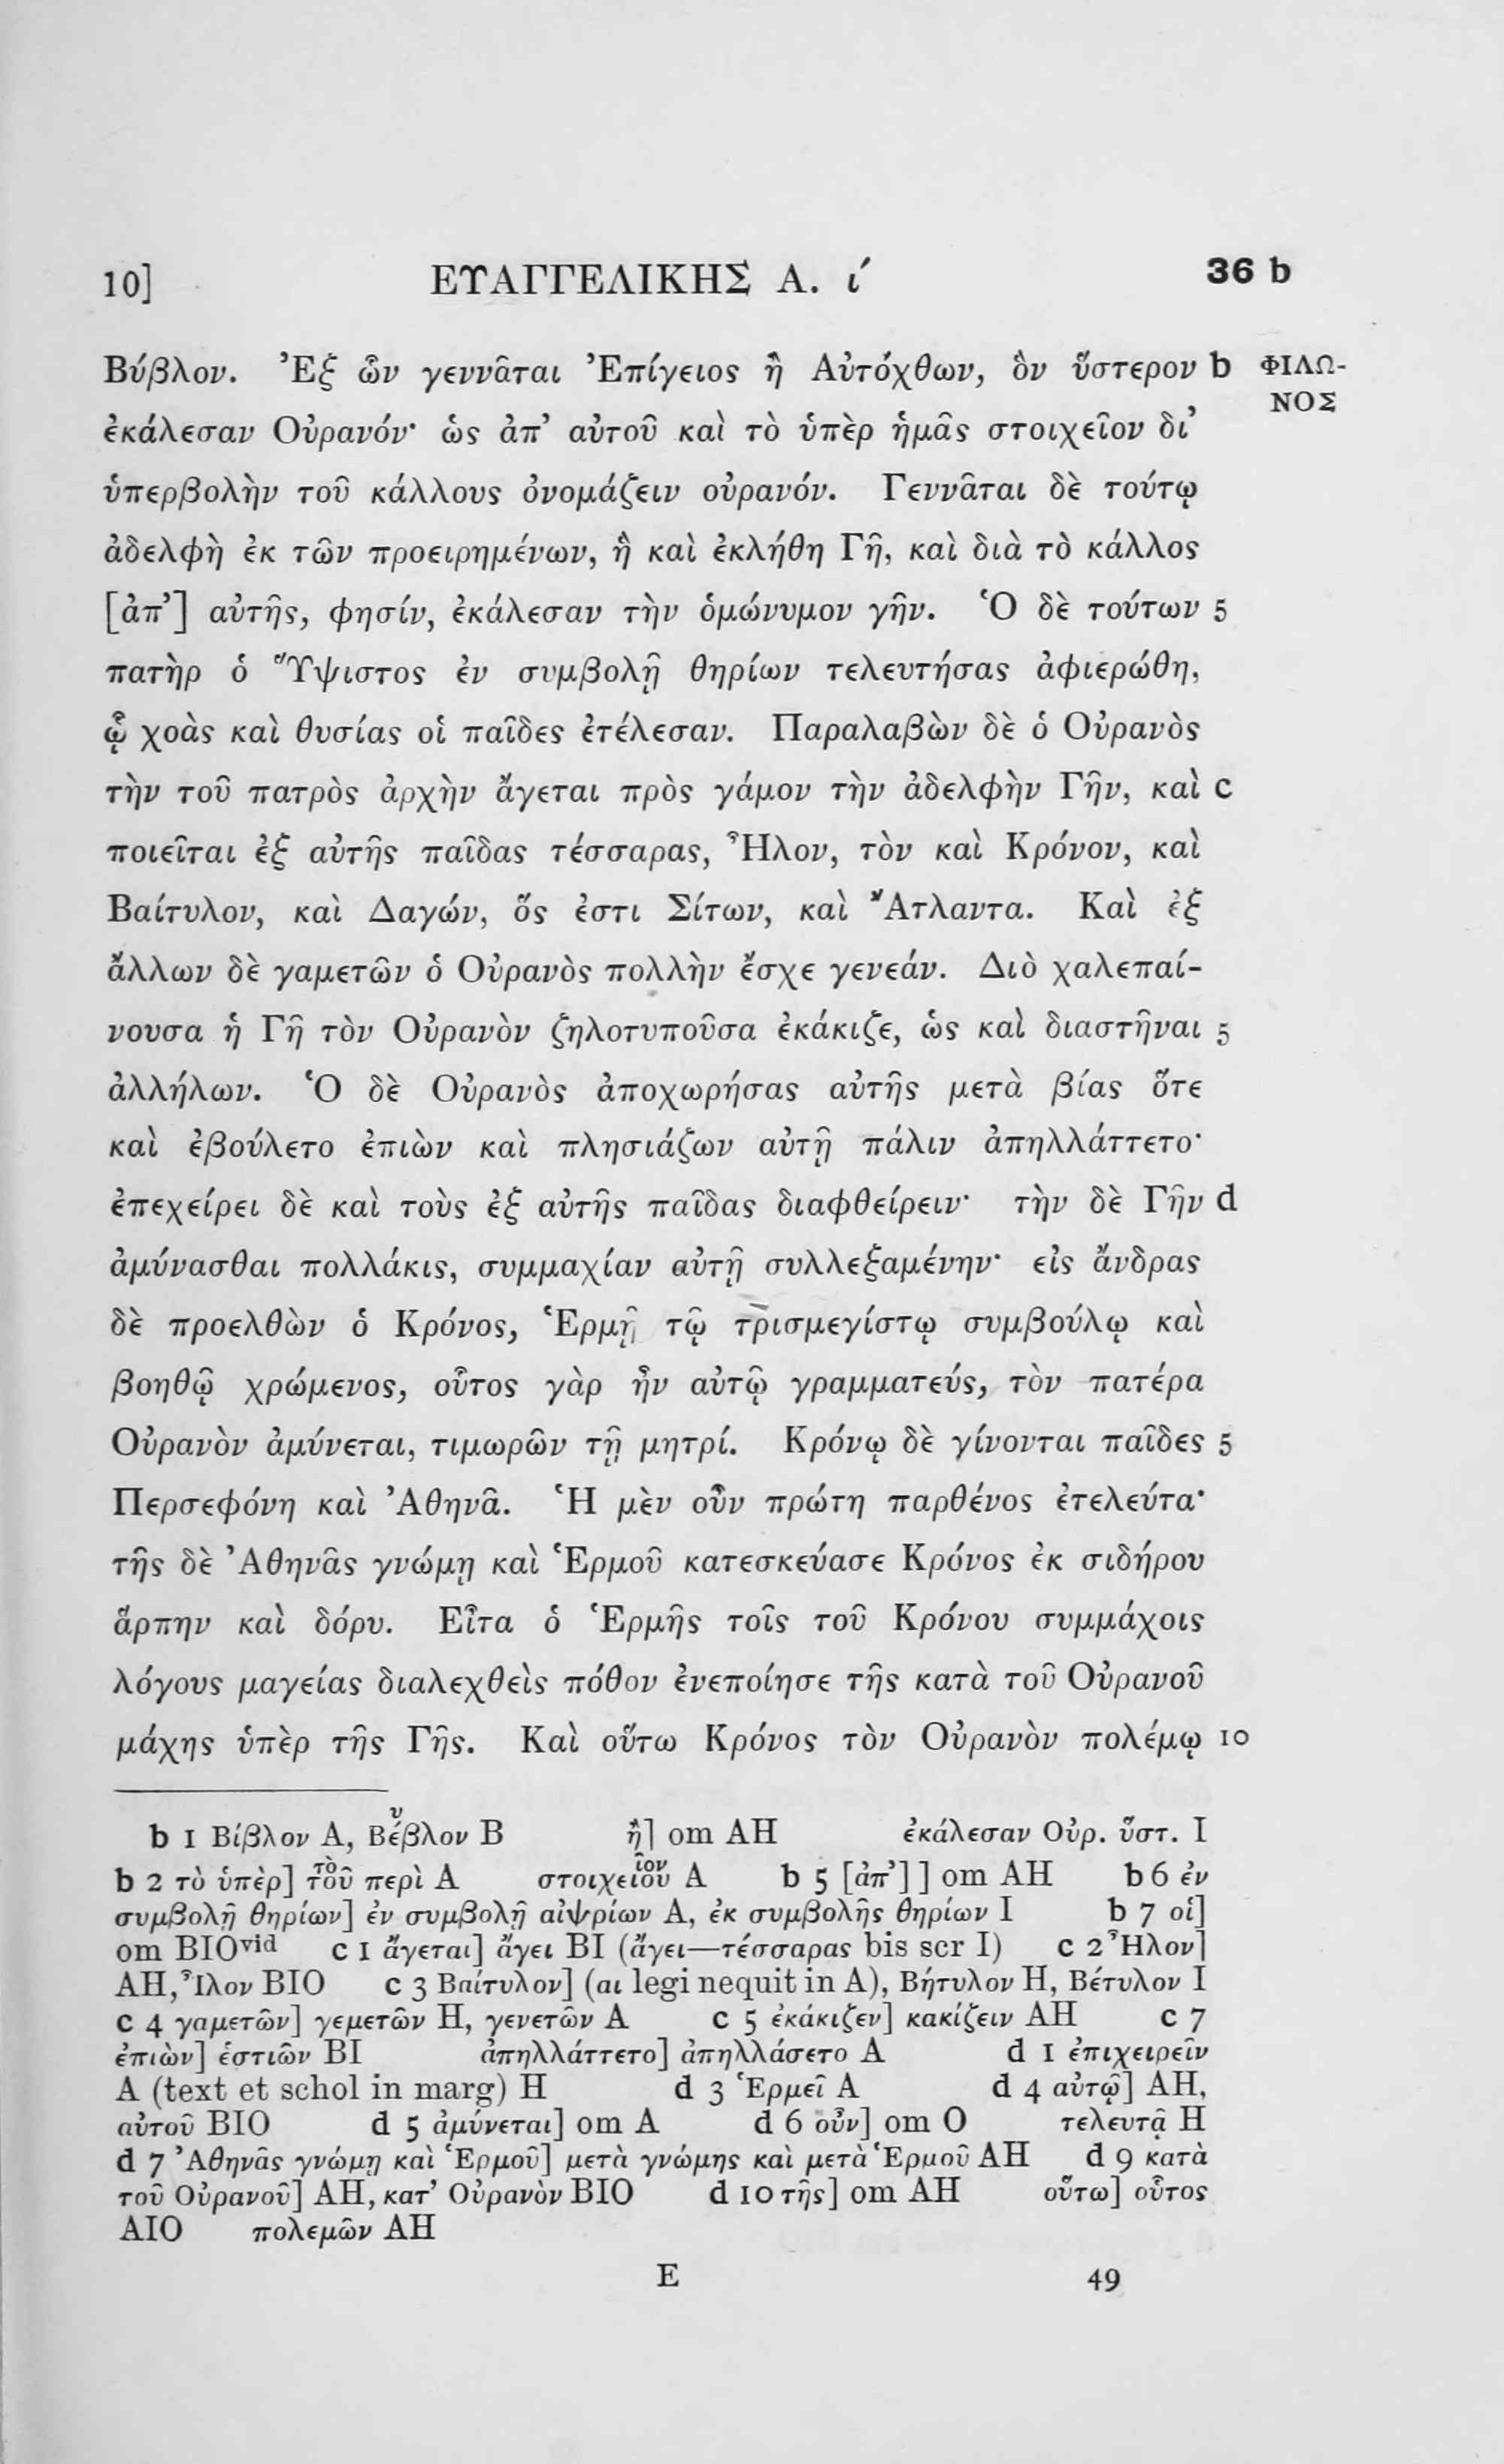 10] ΕΥΑΓΓΕΛΙΚΗΣ Α. ί 36 b
Βύβλον. Ἐξ ὧν γεννᾶται Ἐπίγειος ἢ Αὐτόχθων, ὃν ὕστερον b ΦΙΛΩ-
ΝΟΣ
ἐκάλεσαν Οὐρανόν· ὡς ἀπ’ αὐτοῦ καὶ τὸ ὑπὲρ ἡμᾶς στοιχεῖον δι’
ὑπερβολὴν τοῦ κάλλους ὀνομάζειν οὐρανόν. Γεννᾶται δὲ τούτῳ
ἀδελφὴ ἐκ τῶν προειρημένων, ἣ καὶ ἐκλήθη Γῆ, καὶ διὰ τὸ κάλλος
[ἀπ’] αὐτῆς, φησίν, ἐκάλεσαν τὴν ὁμώνυμον γῆν. Ὁ δὲ τούτων 5
πατὴρ ὁ Ὕψιστος ἐν συμβολῇ θηρίων τελευτήσας ἀφιερώθη,
ᾧ χοὰς καὶ θυσίας οἱ παῖδες ἐτέλεσαν. Παραλαβὼν δὲ ὁ Οὐρανὸς
τὴν τοῦ πατρὸς ἀρχὴν ἄγεται πρὸς γάμον τὴν ἀδελφὴν Γῆν, καὶ c
ποιεῖται ἐξ αὐτῆς παῖδας τέσσαρας, Ἦλον, τὸν καὶ Κρόνον, καὶ
Βαίτυλον, καὶ Δαγών, ὅς ἐστι Σίτων, καὶ Ἄτλαντα. Καὶ ἐξ
ἄλλων δὲ γαμετῶν ὁ Οὐρανὸς πολλὴν ἔσχε γενεάν. Διὸ χαλεπαί-
νουσα ἡ Γῆ τὸν Οὐρανὸν ζηλοτυποῦσα ἐκάκιζε, ὡς καὶ διαστῆναι 5
ἀλλήλων. Ὁ δὲ Οὐρανὸς ἀποχωρήσας αὐτῆς μετὰ βίας ὅτε
καὶ ἐβούλετο ἐπιὼν καὶ πλησιάζων αὐτῇ πάλιν ἀπηλλάττετο·
ἐπεχείρει δὲ καὶ τοὺς ἐξ αὐτῆς παῖδας διαφθείρειν· τὴν δὲ Γῆν d
ἀμύνασθαι πολλάκις, συμμαχίαν αὐτῇ συλλεξαμένην· εἰς ἄνδρας
δὲ προελθὼν ὁ Κρόνος, Ἑρμῇ τῷ τρισμεγίστῳ συμβούλῳ καὶ
βοηθῷ χρώμενος, οὗτος γὰρ ἦν αὐτῷ γραμματεύς, τὸν πατέρα
Οὐρανὸν ἀμύνεται, τιμωρῶν τῇ μητρί. Κρόνῳ δὲ γίνονται παῖδες 5
Περσεφόνη καὶ Ἀθηνᾶ. Ἡ μὲν οὖν πρώτη παρθένος ἐτελεύτα·
τῆς δὲ Ἀθηνᾶς γνώμῃ καὶ Ἑρμοῦ κατεσκεύασε Κρόνος ἐκ σιδήρου
ἅρπην καὶ δόρυ. Εἶτα ὁ Ἑρμῆς τοῖς τοῦ Κρόνου συμμάχοις
λόγους μαγείας διαλεχθεὶς πόθον ἐνεποίησε τῆς κατὰ τοῦ Οὐρανοῦ
μάχης ὑπὲρ τῆς Γῆς. Καὶ οὕτω Κρόνος τὸν Οὐρανὸν πολέμῳ 10
b 1 Βίβλον Α, Βέβλον Β ἢ] om AH ἐκάλεσαν Οὐρ. ὕστ. I
b 2 τὸ ὑπὲρ] τοῦ περὶ A στοιχείου A b 5 [ἀπ’]] om AH b 6 ἐν
συμβολῇ θηρίων] ἐν συμβολῇ αἰψρίων A, ἐκ συμβολῆς θηρίων I b 7 οἱ]
om BIOvid c 1 ἄγεται] ἄγει BI (ἄγει—τέσσαρας bis scr I) c 2 Ἦλον]
AH, Ἶλον BIO c 3 Βαίτυλον] (αι legi nequit in A), Βήτυλον H, Βέτυλον I
c 4 γαμετῶν] γεμετῶν H, γενετῶν A c 5 ἐκάκιζεν] κακίζειν AH c 7
ἐπιὼν] ἑστιῶν BI ἀπηλλάττετο] ἀπηλλάσετο A d 1 ἐπιχειρεῖν
A (text et schol in marg) H d 3 Ἑρμεῖ A d 4 αὐτῷ] AH,
αὐτοῦ BIO d 5 ἀμύνεται] om A d 6 οὖν] om O τελευτᾷ H
d 7 Ἀθηνᾶς γνώμῃ καὶ Ἑρμοῦ] μετὰ γνώμης καὶ μετὰ Ἑρμοῦ AH d 9 κατὰ
τοῦ Οὐρανοῦ] AH, κατ’ Οὐρανὸν BIO d 10 τῆς] om AH οὕτω] οὗτος
AIO πολεμῶν AH
E 49